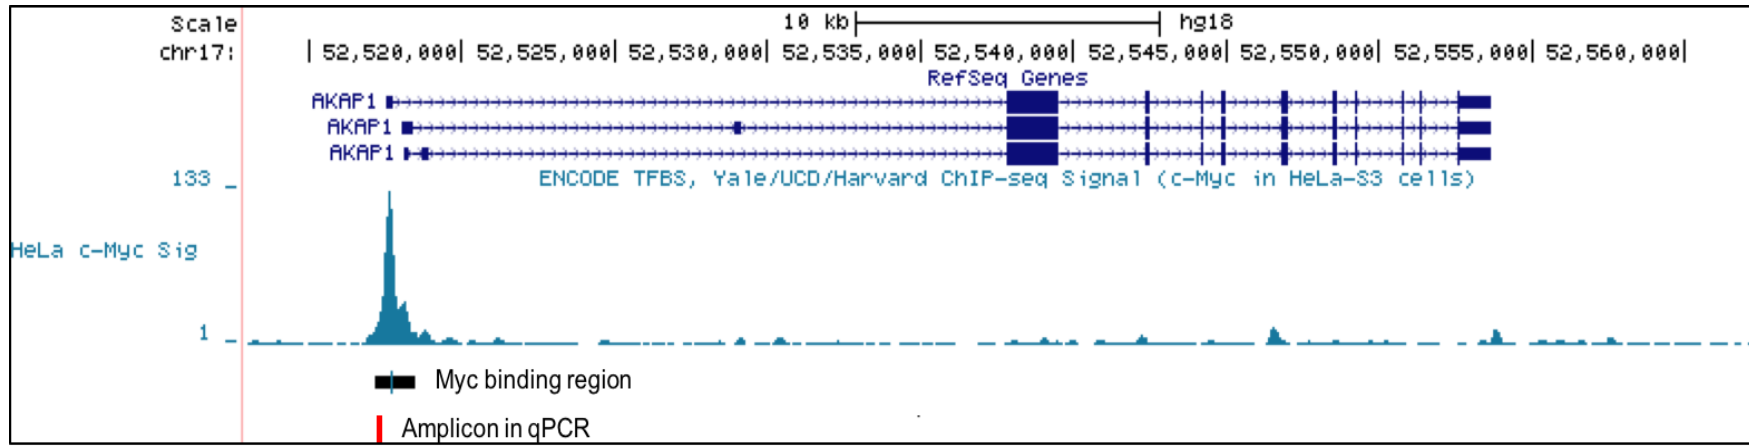 Scale 10 kb hg18
chr17: | 52,520,000| 52,525,000| 52,530,000| 52,535,000| 52,540,000| 52,545,000| 52,550,000| 52,555,000| 52,560,000|
RefSeq Genes
AKAP1
AKAP1
AKAP1
133 _ ENCODE TFBS, Yale/UCD/Harvard ChIP-seq Signal (c-Myc in HeLa-S3 cells)
HeLa c-Myc Sig
1 _
Myc binding region
Amplicon in qPCR